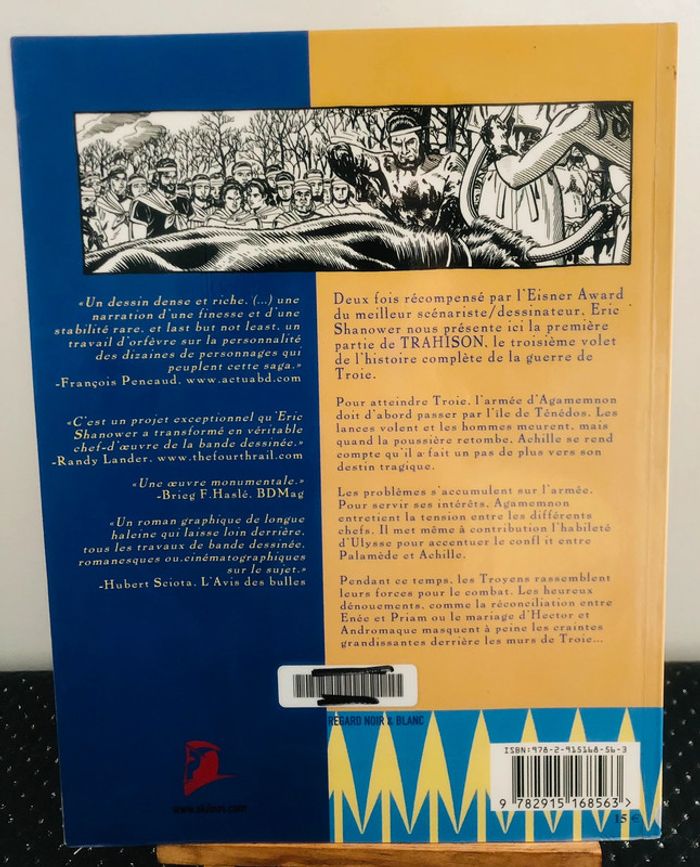 «Un dessin dense et riche, (...) une
narration d'une finesse et d'une
stabilité rare, et last but not least, un
travail d'orfèvre sur la personnalité
des dizaines de personnages qui
peuplent cette saga.»
-François Peneaud, www.actuabd.com
«C'est un projet exceptionnel qu'Eric
Shanower a transformé en véritable
chef-d'œuvre de la bande dessinée.»
-Randy Lander, www.thefourthrail.com
«Une œuvre monumentale.»
-Brieg F.Haslé, BDMag
«Un roman graphique de longue
haleine qui laisse loin derrière,
tous les travaux de bande dessinée,
romanesques ou cinématographiques
sur le sujet.»
-Hubert Sciota, L'Avis des bulles
Deux fois récompensé par l'Eisner Award
du meilleur scénariste/dessinateur, Eric
Shanower nous présente ici la première
partie de TRAHISON, le troisième volet
de l'histoire complète de la guerre de
Troie.
Pour atteindre Troie, l'armée d'Agamemnon
doit d'abord passer par l'île de Ténédos. Les
lances volent et les hommes meurent, mais
quand la poussière retombe, Achille se rend
compte qu'il a fait un pas de plus vers son
destin tragique.
Les problèmes s'accumulent sur l'armée.
Pour servir ses intérêts, Agamemnon
entretient la tension entre les différents
chefs. Il met même à contribution l'habileté
d'Ulysse pour accentuer le confl it entre
Palamède et Achille.
Pendant ce temps, les Troyens rassemblent
leurs forces pour le combat. Les heureux
dénouements, comme la réconciliation entre
Enée et Priam ou le mariage d'Hector et
Andromaque masquent à peine les craintes
grandissantes derrière les murs de Troie...
REGARD NOIR & BLANC
ISBN:978-2-915168-56-3
9 782915 168563>
15 €
www.akileos.com